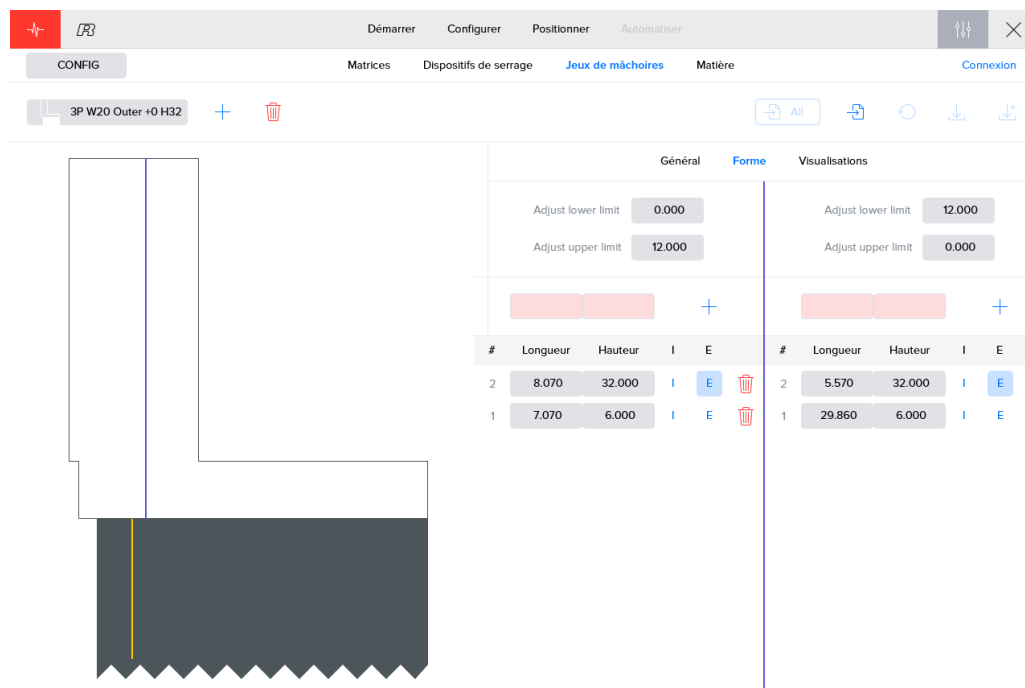 Démarrer Configurer Positionner Automatiser
CONFIG Matrices Dispositifs de serrage Jeux de mâchoires Matière Connexion
3P W20 Outer +0 H32 All
Général Forme Visualisations
Adjust lower limit 0.000 Adjust lower limit 12.000
Adjust upper limit 12.000 Adjust upper limit 0.000
# Longueur Hauteur I E # Longueur Hauteur I E
2 8.070 32.000 I E 2 5.570 32.000 I E
1 7.070 6.000 I E 1 29.860 6.000 I E